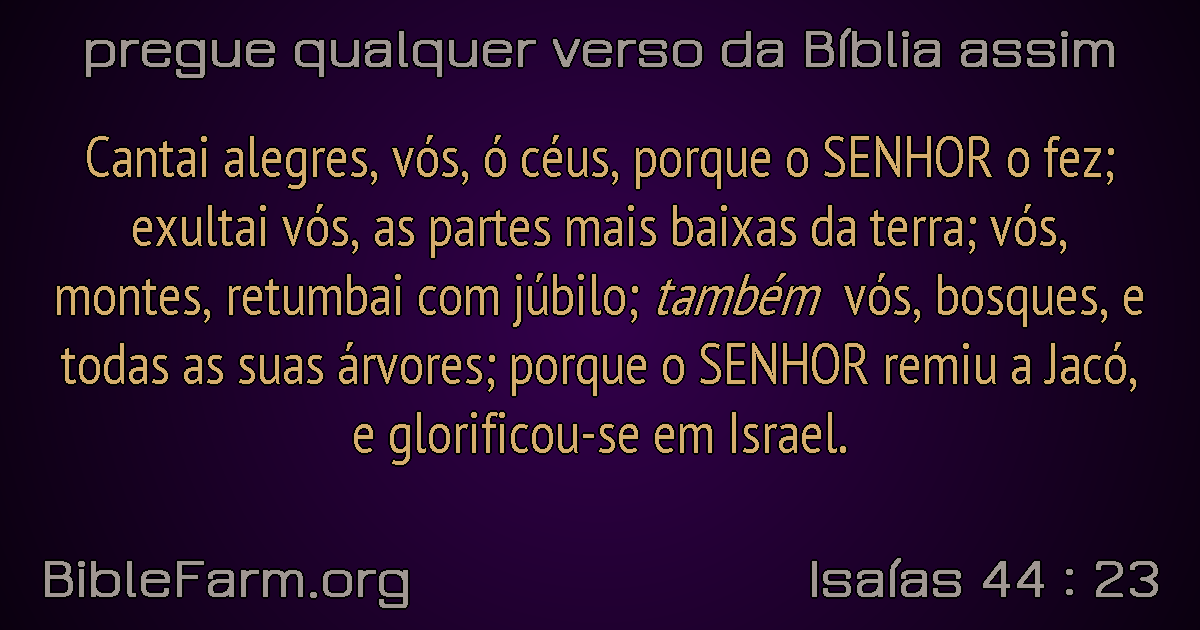 pregue qualquer verso da Bíblia assim
Cantai alegres, vós, ó céus, porque o SENHOR o fez;
exultai vós, as partes mais baixas da terra; vós,
montes, retumbai com júbilo; também vós, bosques, e
todas as suas árvores; porque o SENHOR remiu a Jacó,
e glorificou-se em Israel.
BibleFarm.org
Isaías 44 : 23